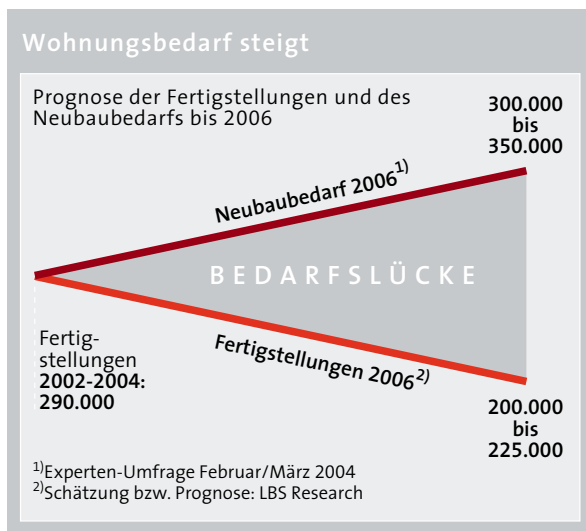 Wohnungsbedarf steigt
Prognose der Fertigstellungen und des
Neubaubedarfs bis 2006
300.000
bis
350.000
Neubaubedarf 2006¹⁾
BEDARFSLÜCKE
Fertigstellungen 2006²⁾
Fertig-
stellungen
2002-2004:
290.000
200.000
bis
225.000
¹⁾Experten-Umfrage Februar/März 2004
²⁾Schätzung bzw. Prognose: LBS Research